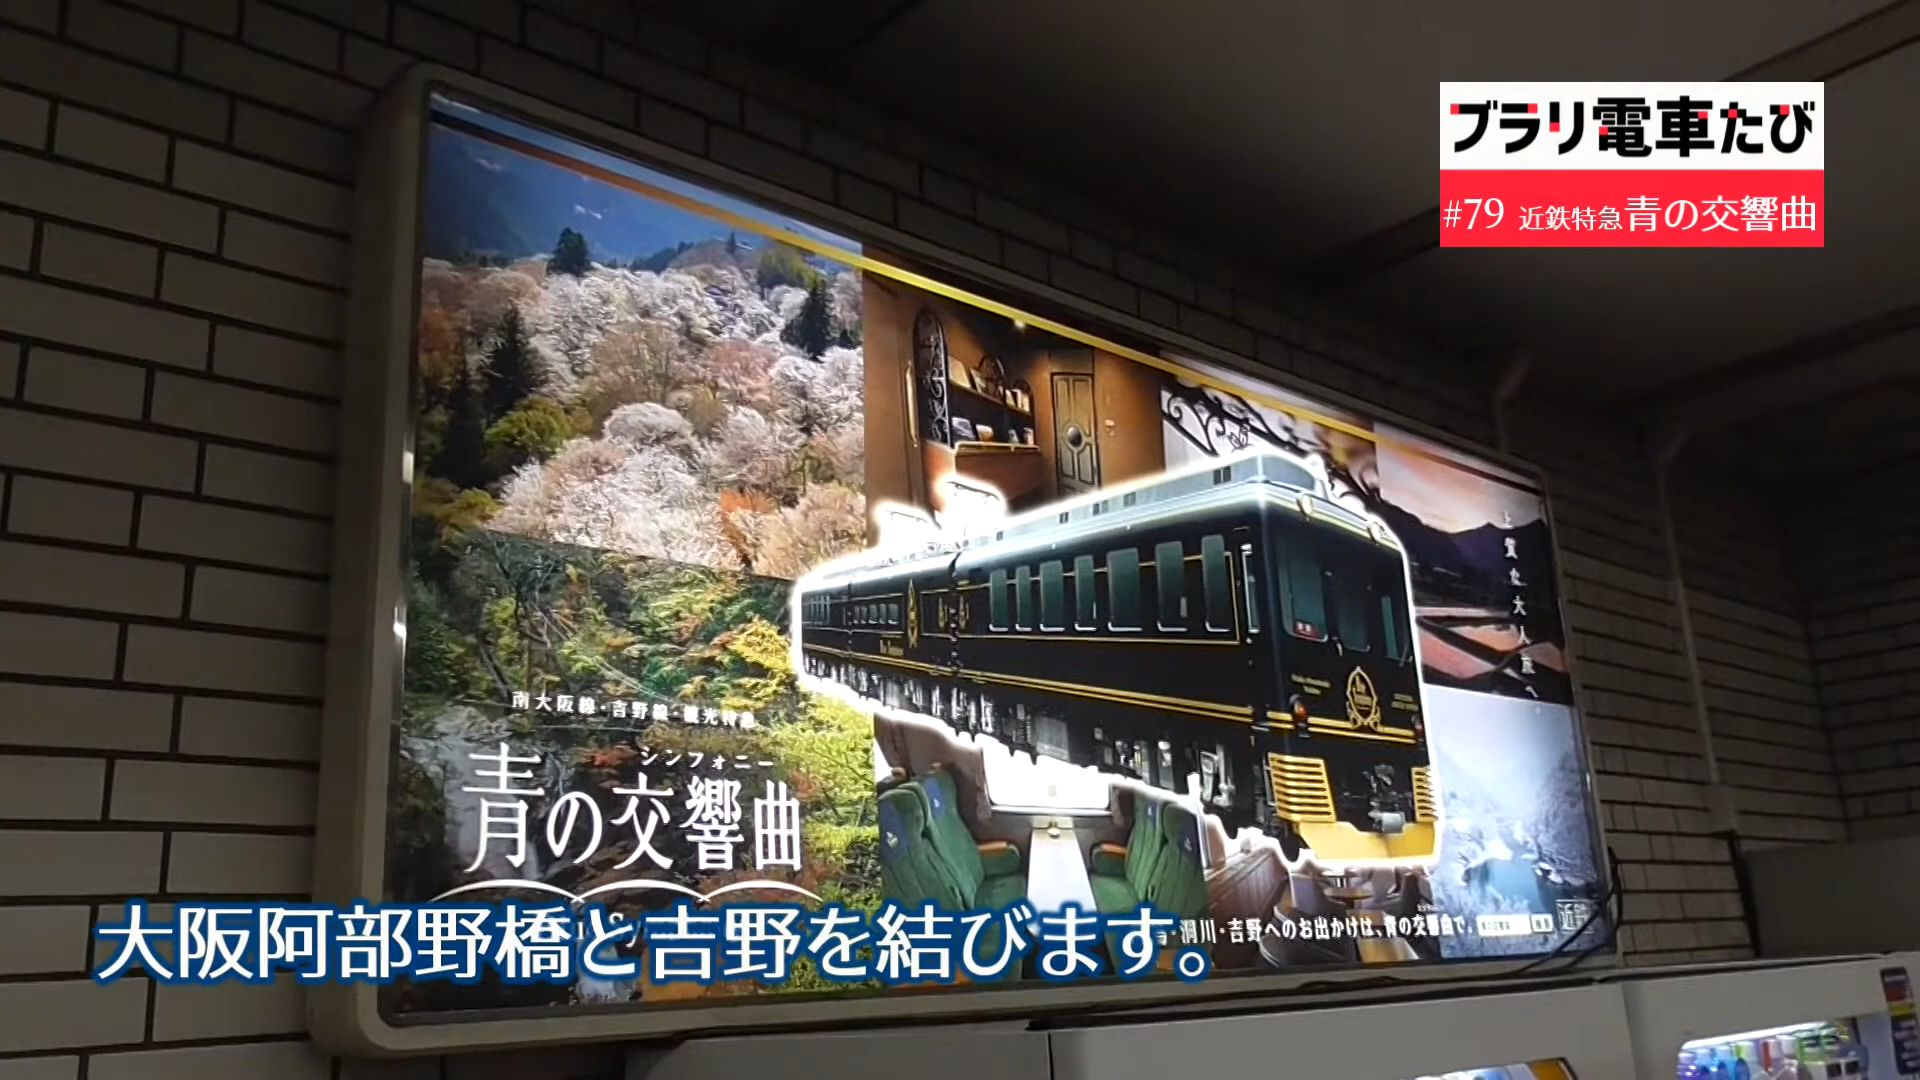 ブラリ電車たび
#79 近鉄特急青の交響曲
上質な大人旅へ
南大阪線・吉野線・観光特急
シンフォニー
青の交響曲
洞川・吉野へのお出かけは、青の交響曲で。
近鉄
大阪阿部野橋と吉野を結びます。